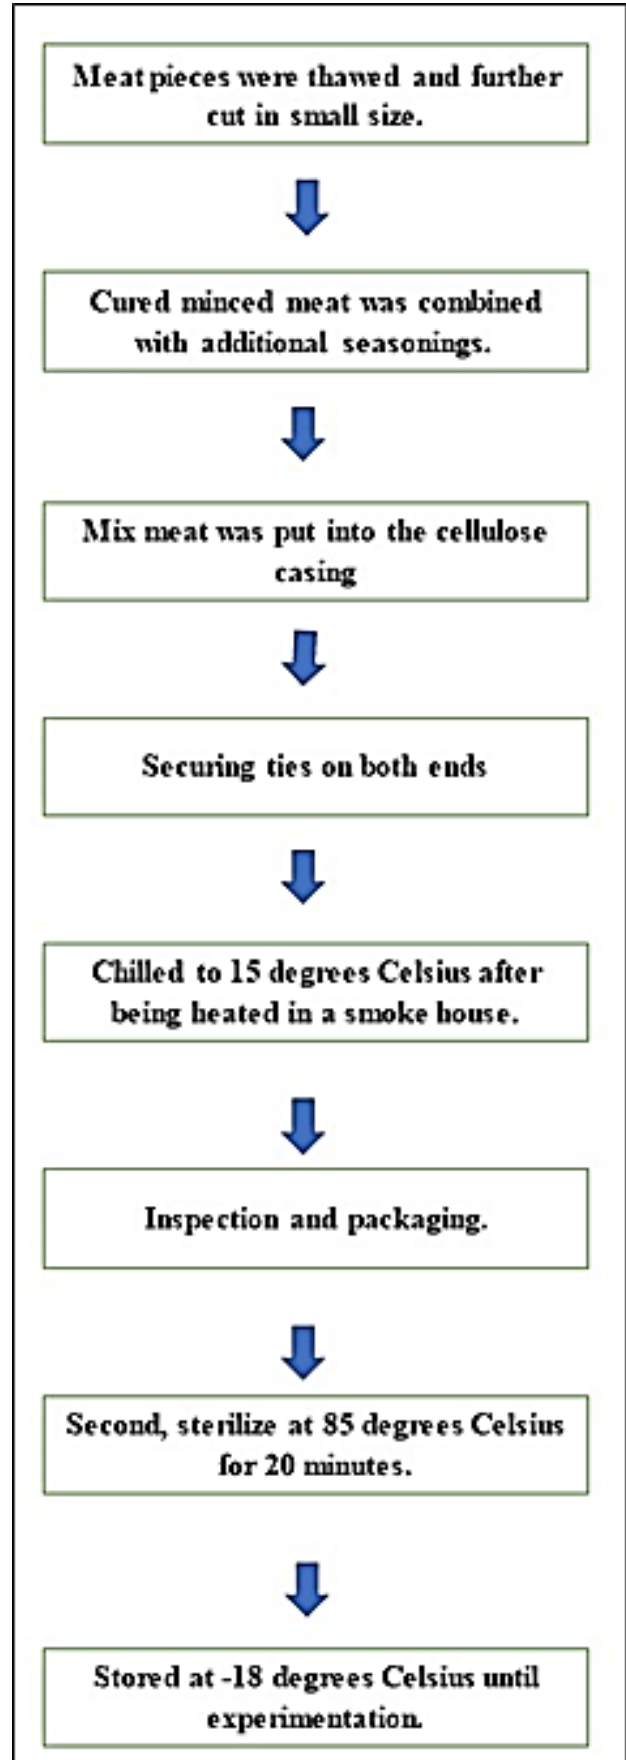 Meat pieces were thawed and further
cut in small size.
Cured minced meat was combined
with additional seasonings.
Mix meat was put into the cellulose
casing
Securing ties on both ends
Chilled to 15 degrees Celsius after
being heated in a smoke house.
Inspection and packaging.
Second, sterilize at 85 degrees Celsius
for 20 minutes.
Stored at -18 degrees Celsius until
experimentation.